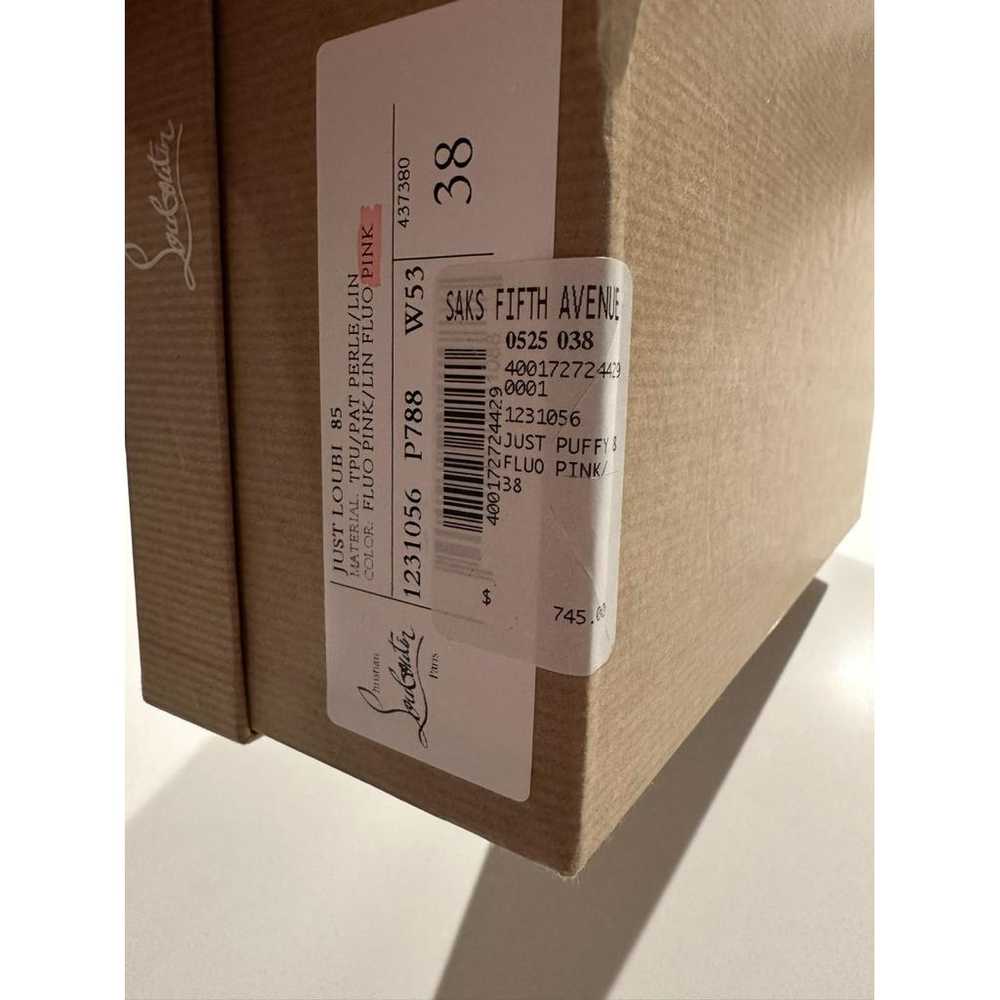 Louboutin
JUST LOUBI 85
MATERIAL: TPU/PAT PERLE/LIN
COLOR: FLUO PINK/LIN FLUO PINK
437380
1231056 P788 W53
38
Christian
Louboutin
Paris
SAKS FIFTH AVENUE
0525 038
400172724429
0001
1231056
JUST PUFFY 8
FLUO PINK/
38
400172724429
$ 745.00